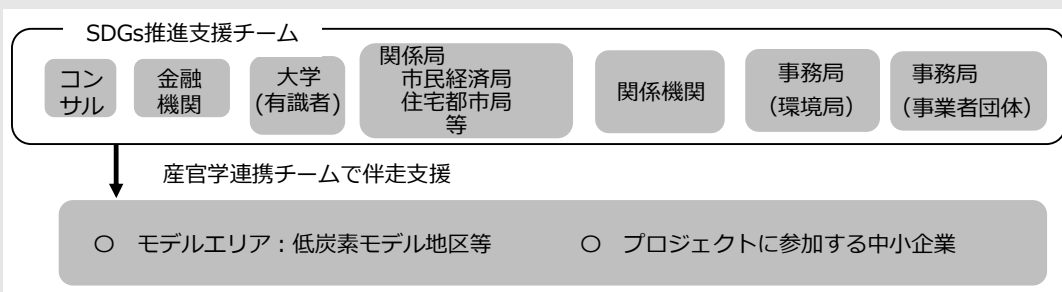 SDGs推進支援チーム
コン
サル
金融
機関
大学
(有識者)
関係局
市民経済局
住宅都市局
等
関係機関
事務局
（環境局）
事務局
（事業者団体）
産官学連携チームで伴走支援
○　モデルエリア：低炭素モデル地区等
○　プロジェクトに参加する中小企業